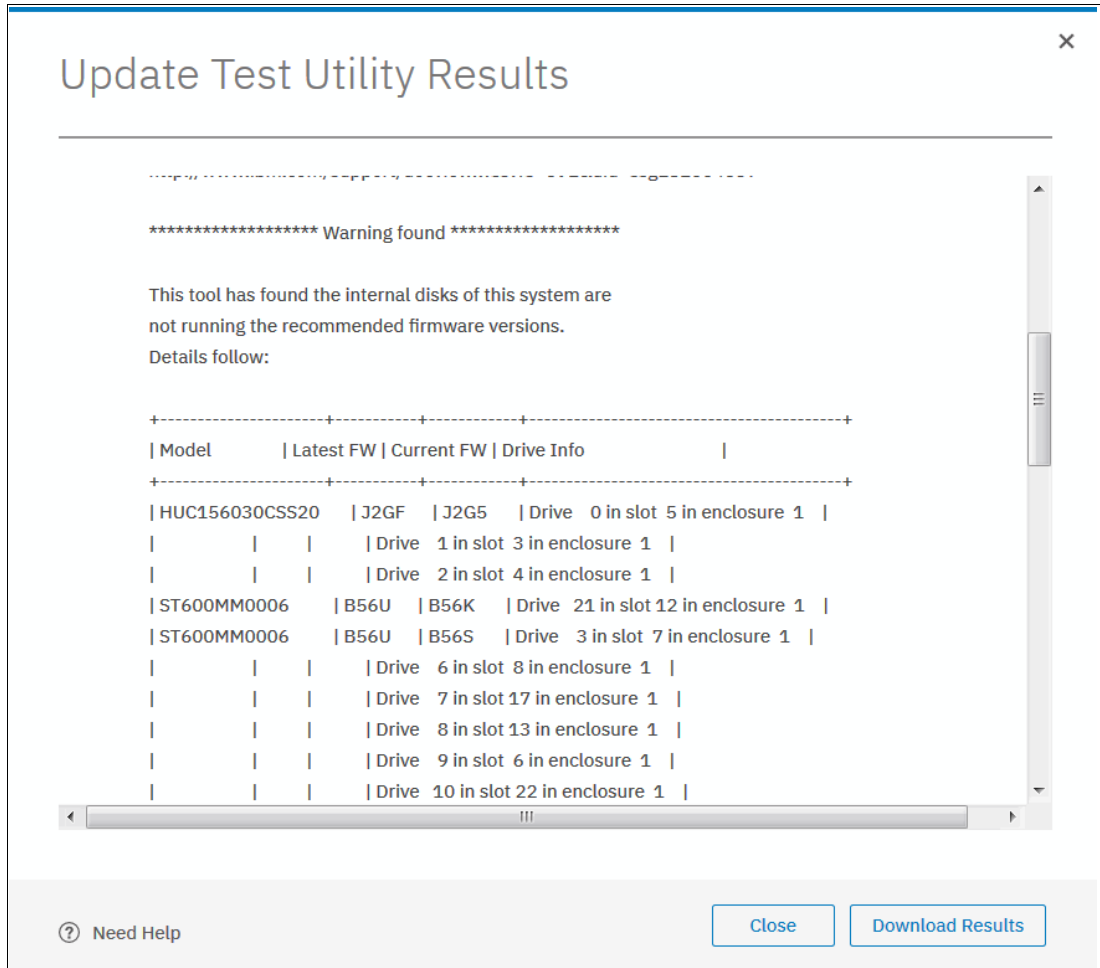 Update Test Utility Results
******************* Warning found *******************
This tool has found the internal disks of this system are
not running the recommended firmware versions.
Details follow:
+----------------------+----------+-----------+-----------------------------------------+
| Model | Latest FW | Current FW | Drive Info |
+----------------------+----------+-----------+-----------------------------------------+
| HUC156030CSS20 | J2GF | J2G5 | Drive 0 in slot 5 in enclosure 1 |
| | | | Drive 1 in slot 3 in enclosure 1 |
| | | | Drive 2 in slot 4 in enclosure 1 |
| ST600MM0006 | B56U | B56K | Drive 21 in slot 12 in enclosure 1 |
| ST600MM0006 | B56U | B56S | Drive 3 in slot 7 in enclosure 1 |
| | | | Drive 6 in slot 8 in enclosure 1 |
| | | | Drive 7 in slot 17 in enclosure 1 |
| | | | Drive 8 in slot 13 in enclosure 1 |
| | | | Drive 9 in slot 6 in enclosure 1 |
| | | | Drive 10 in slot 22 in enclosure 1 |
? Need Help
Close
Download Results